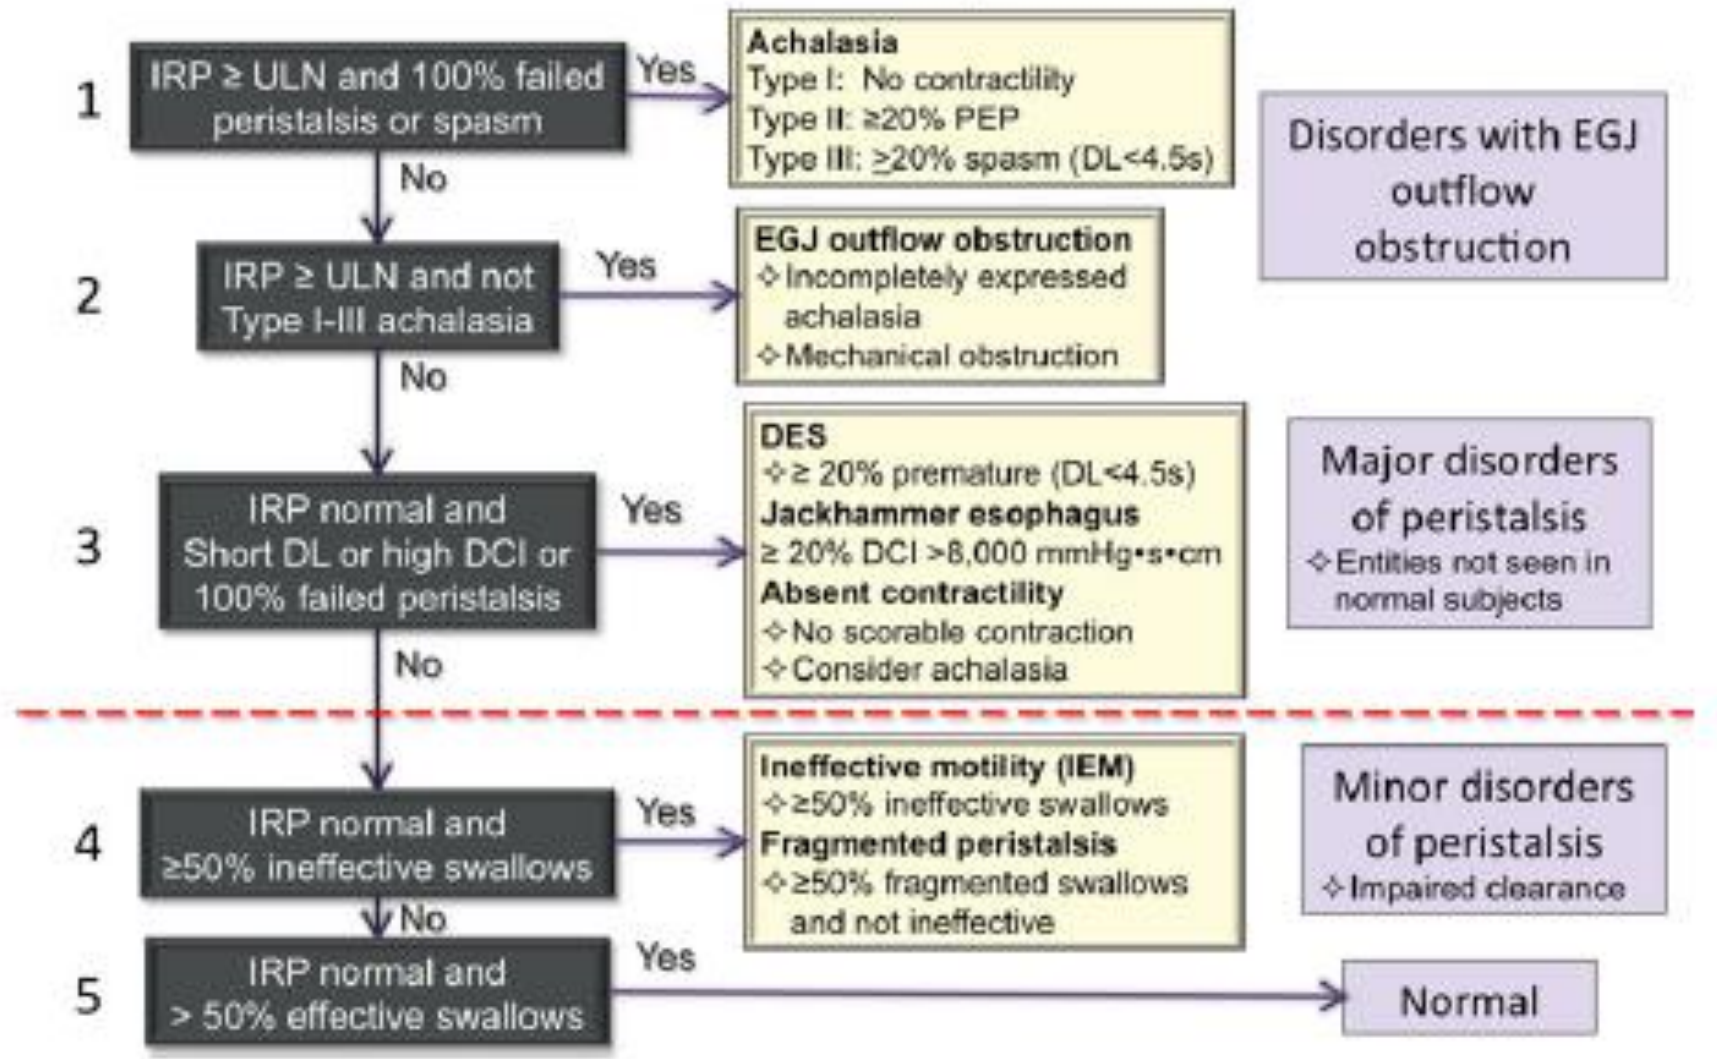 1
IRP ≥ ULN and 100% failed
peristalsis or spasm
Yes
No
Achalasia
Type I: No contractility
Type II: ≥20% PEP
Type III: ≥20% spasm (DL<4.5s)
Disorders with EGJ
outflow
obstruction
2
IRP ≥ ULN and not
Type I-III achalasia
Yes
No
EGJ outflow obstruction
✧Incompletely expressed
achalasia
✧Mechanical obstruction
3
IRP normal and
Short DL or high DCI or
100% failed peristalsis
Yes
No
DES
✧≥ 20% premature (DL<4.5s)
Jackhammer esophagus
≥ 20% DCI >8,000 mmHg•s•cm
Absent contractility
✧No scorable contraction
✧Consider achalasia
Major disorders
of peristalsis
✧Entities not seen in
normal subjects
4
IRP normal and
≥50% ineffective swallows
Yes
No
Ineffective motility (IEM)
✧≥50% ineffective swallows
Fragmented peristalsis
✧≥50% fragmented swallows
and not ineffective
Minor disorders
of peristalsis
✧Impaired clearance
5
IRP normal and
> 50% effective swallows
Yes
Normal